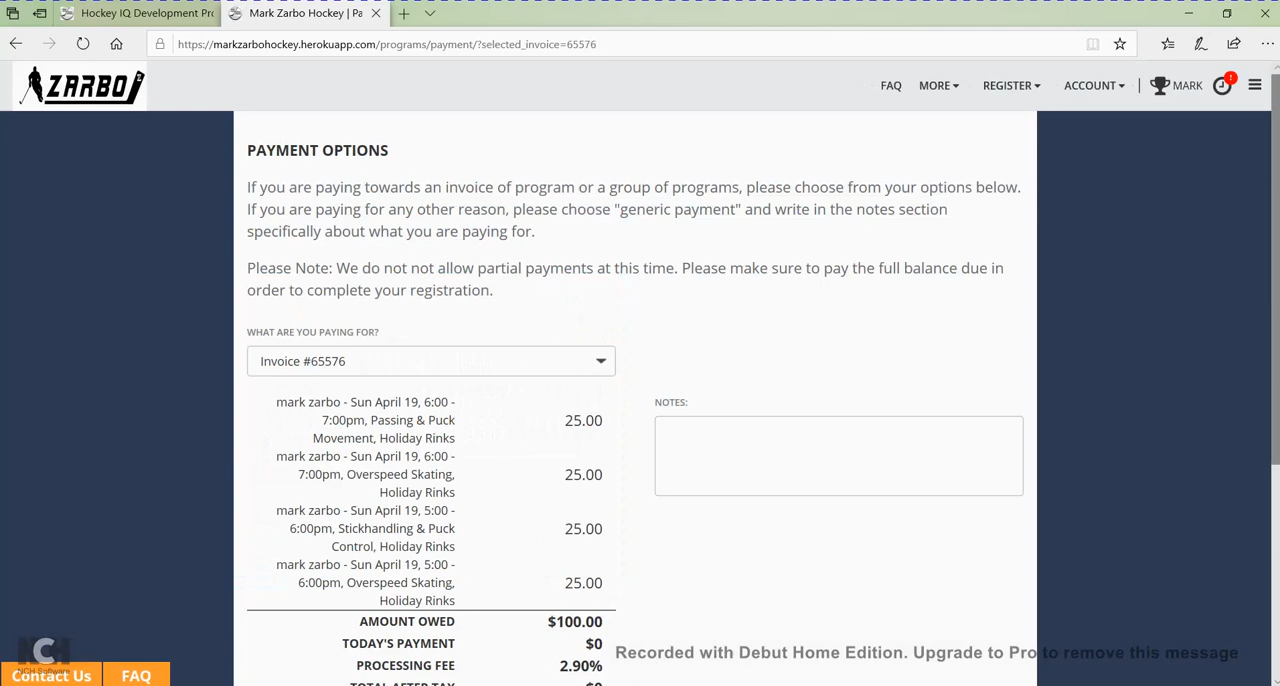 Hockey IQ Development Pro
Mark Zarbo Hockey | Pa
https://markzarbohockey.herokuapp.com/programs/payment/?selected_invoice=65576
ZARBO
FAQ MORE REGISTER ACCOUNT | MARK !
PAYMENT OPTIONS
If you are paying towards an invoice of program or a group of programs, please choose from your options below.
If you are paying for any other reason, please choose "generic payment" and write in the notes section
specifically about what you are paying for.
Please Note: We do not not allow partial payments at this time. Please make sure to pay the full balance due in
order to complete your registration.
WHAT ARE YOU PAYING FOR?
Invoice #65576
mark zarbo - Sun April 19, 6:00 -
7:00pm, Passing & Puck 25.00
Movement, Holiday Rinks
mark zarbo - Sun April 19, 6:00 -
7:00pm, Overspeed Skating, 25.00
Holiday Rinks
mark zarbo - Sun April 19, 5:00 -
6:00pm, Stickhandling & Puck 25.00
Control, Holiday Rinks
mark zarbo - Sun April 19, 5:00 -
6:00pm, Overspeed Skating, 25.00
Holiday Rinks
NOTES:
AMOUNT OWED $100.00
TODAY'S PAYMENT $0
PROCESSING FEE 2.90%
TOTAL AFTER TAX $0
NCH Software
Contact Us FAQ
Recorded with Debut Home Edition. Upgrade to Pro to remove this message